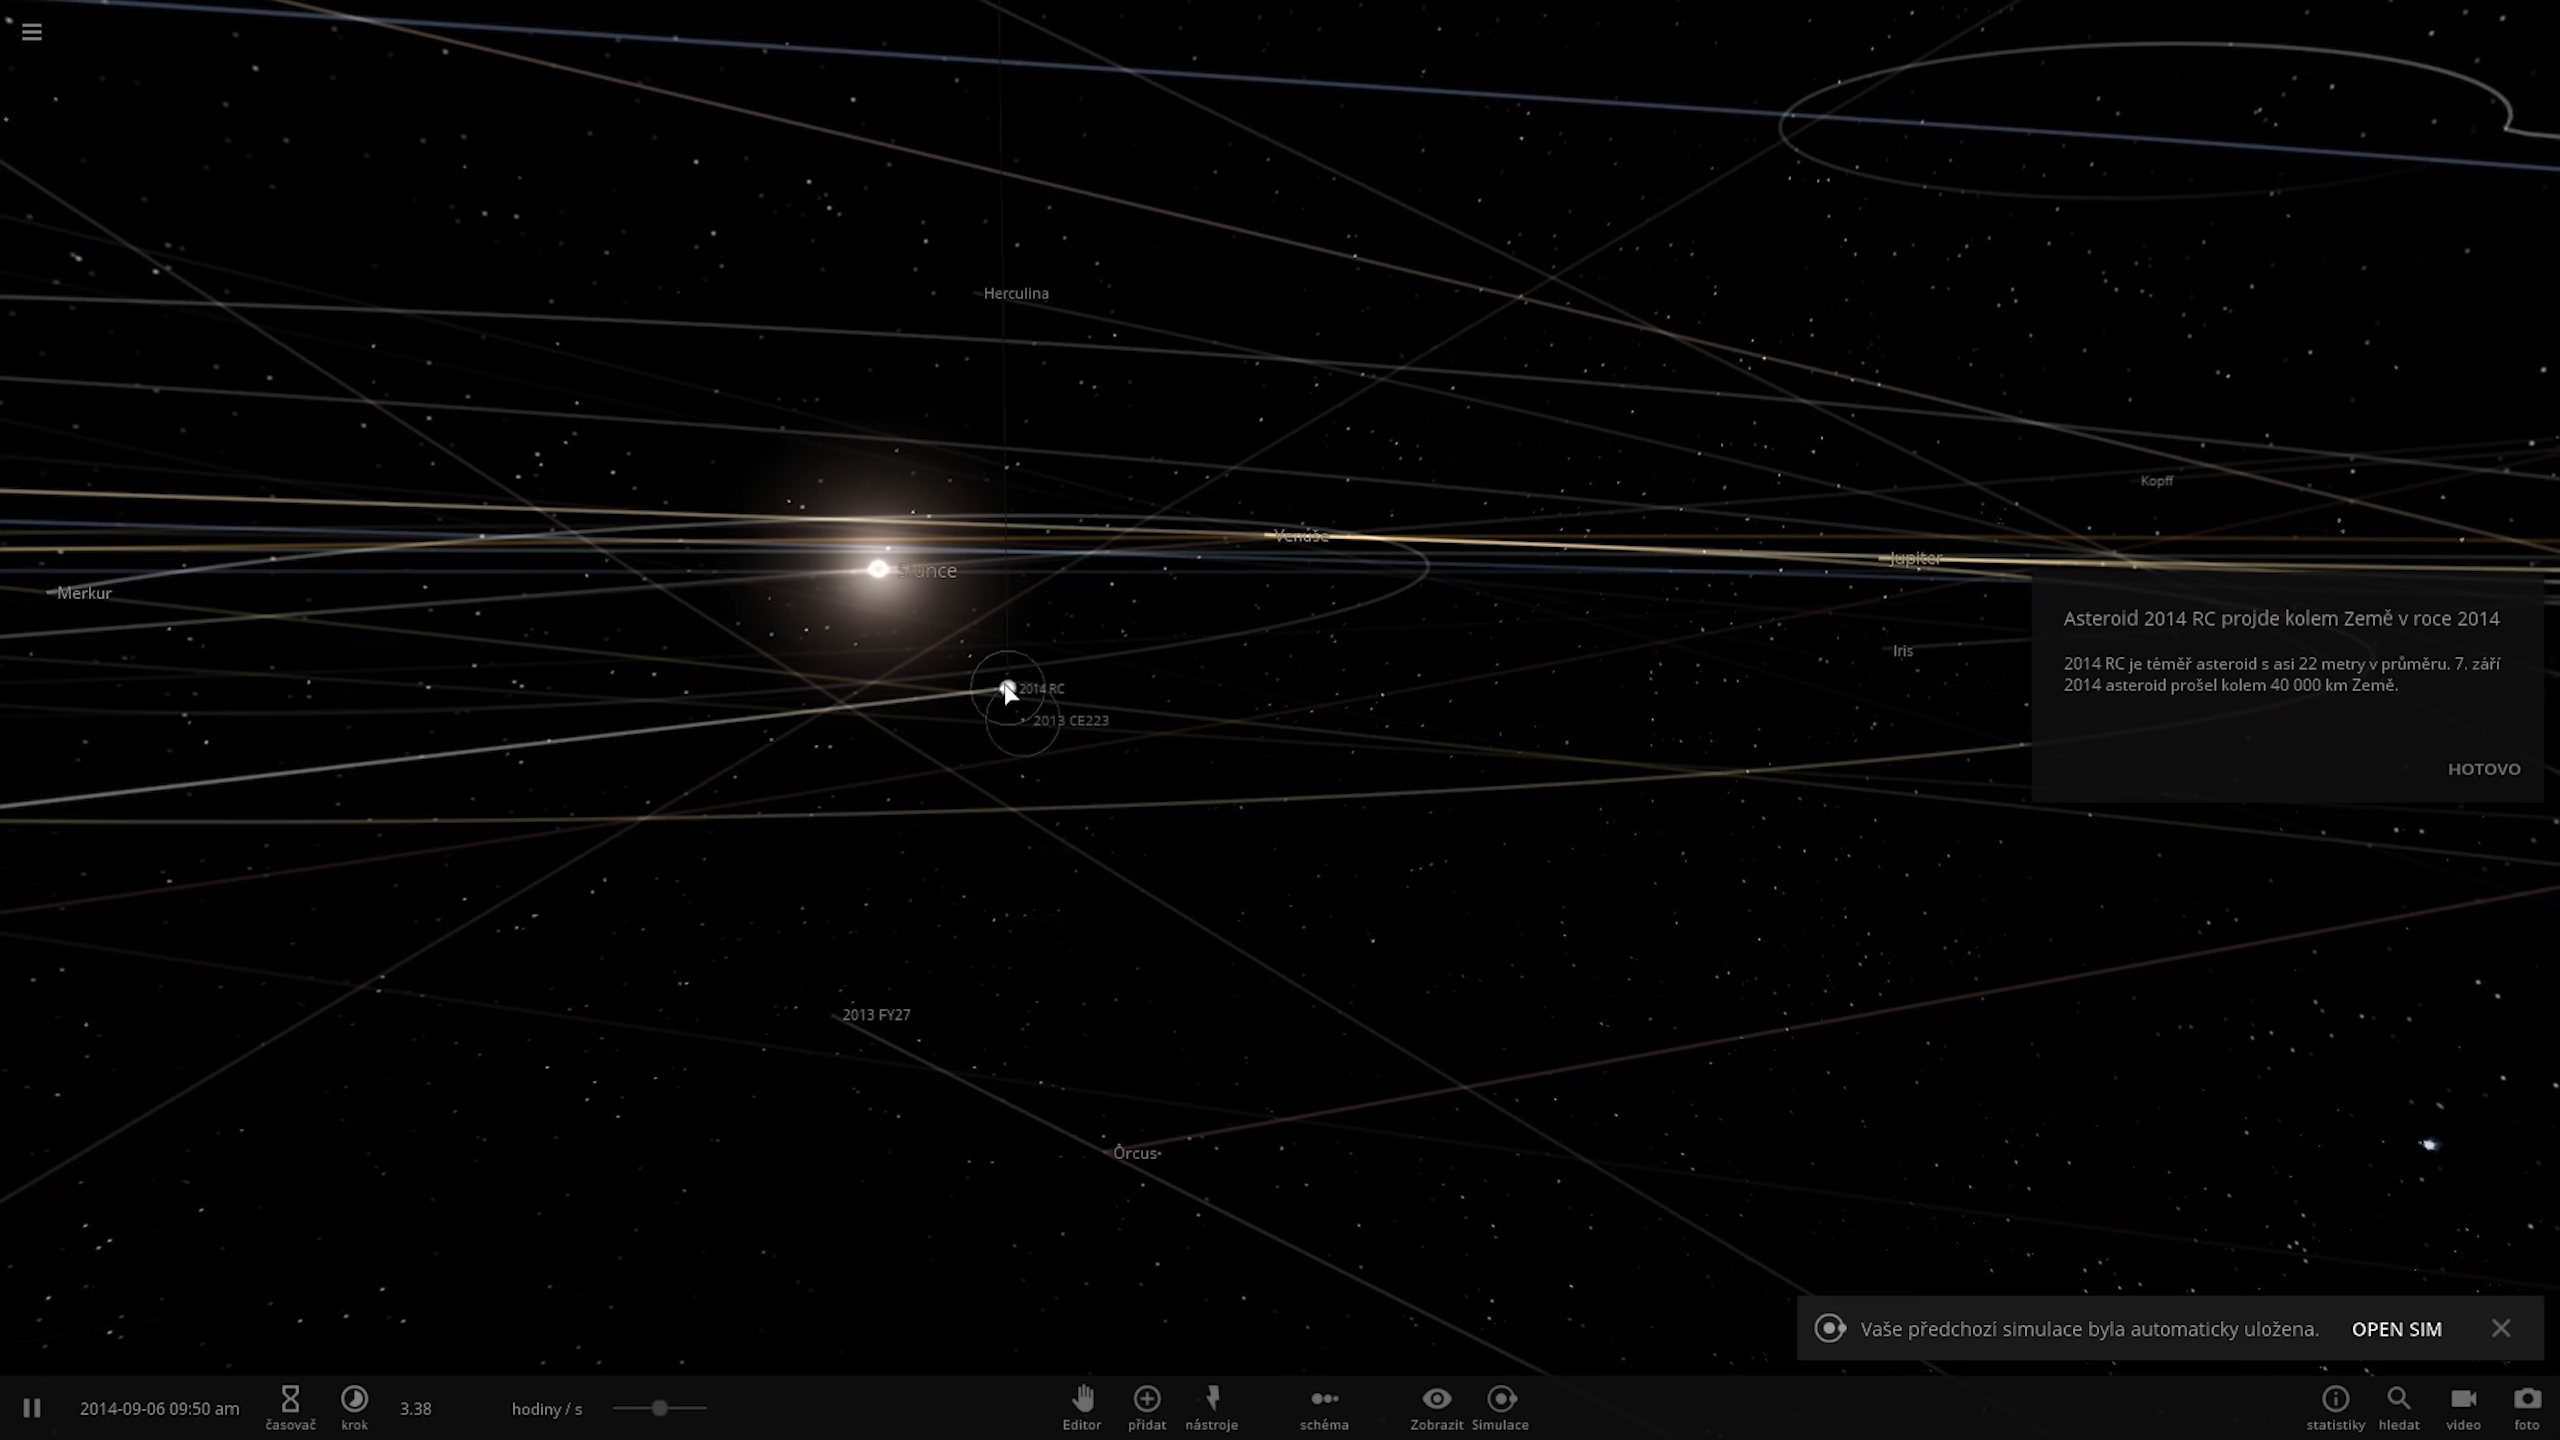 Herculina
Kopff
Venuše
Jupiter
Slunce
Merkur
Asteroid 2014 RC projde kolem Země v roce 2014
Iris
2014 RC je téměř asteroid s asi 22 metry v průměru. 7. září
2014 asteroid prošel kolem 40 000 km Země.
2014 RC
2013 CE223
HOTOVO
2013 FY27
Orcus
Vaše předchozí simulace byla automaticky uložena. OPEN SIM
2014-09-06 09:50 am časovač krok 3.38 hodiny / s Editor přidat nástroje schéma Zobrazit Simulace statistiky hledat video foto